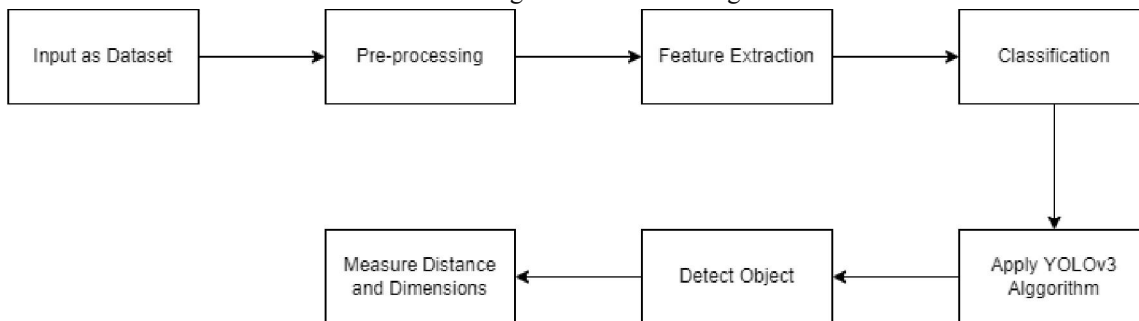 Input as Dataset
Pre-processing
Feature Extraction
Classification
Apply YOLOv3
Alggorithm
Detect Object
Measure Distance
and Dimensions